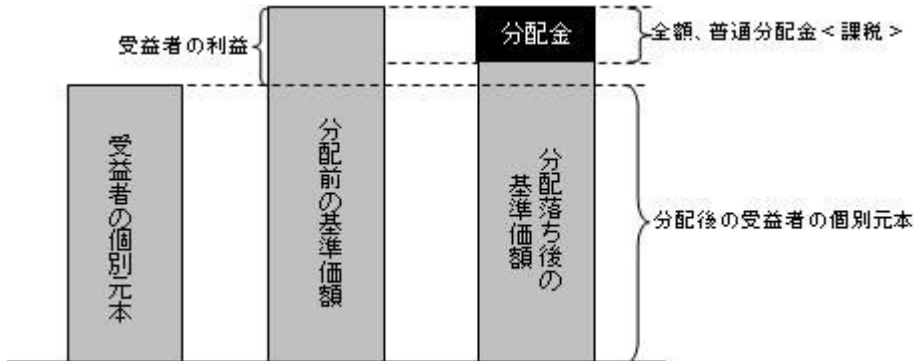 受益者の利益
分配金
全額、普通分配金＜課税＞
受益者の個別元本
分配前の基準価額
分配落ち後の
基準価額
分配後の受益者の個別元本